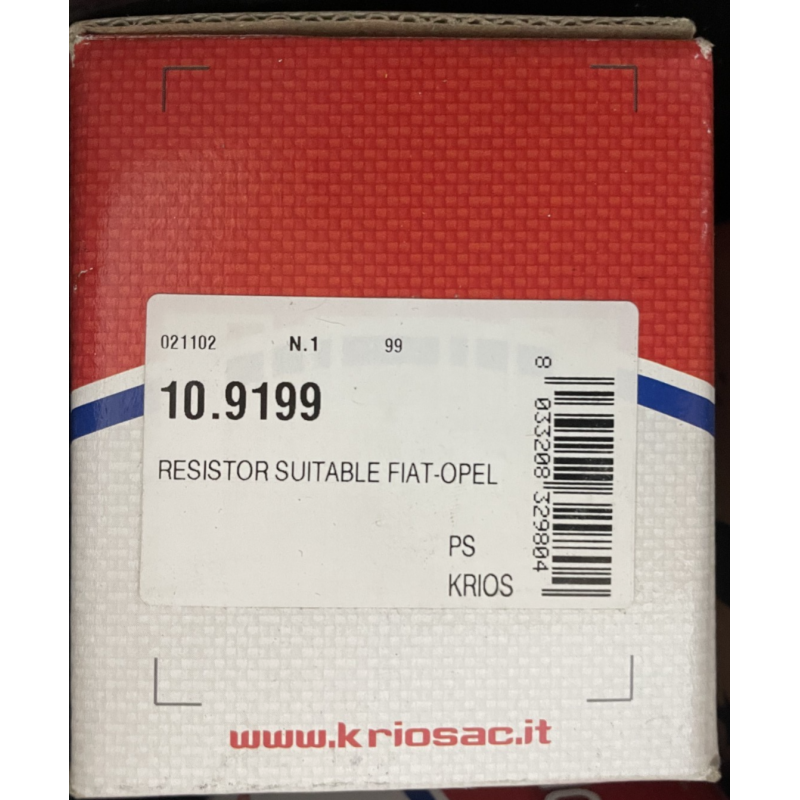 021102 N.1 99
10.9199
RESISTOR SUITABLE FIAT-OPEL
PS
KRIOS
8 033208 329804
www.kriosac.it